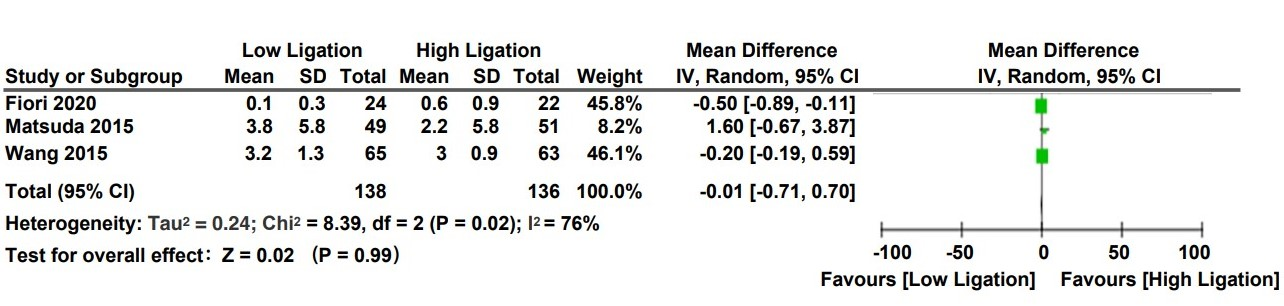 Low Ligation High Ligation Mean Difference Mean Difference
Study or Subgroup Mean SD Total Mean SD Total Weight IV, Random, 95% CI IV, Random, 95% CI
Fiori 2020 0.1 0.3 24 0.6 0.9 22 45.8% -0.50 [-0.89, -0.11]
Matsuda 2015 3.8 5.8 49 2.2 5.8 51 8.2% 1.60 [-0.67, 3.87]
Wang 2015 3.2 1.3 65 3 0.9 63 46.1% -0.20 [-0.19, 0.59]
Total (95% CI) 138 136 100.0% -0.01 [-0.71, 0.70]
Heterogeneity: Tau² = 0.24; Chi² = 8.39, df = 2 (P = 0.02); I² = 76%
Test for overall effect: Z = 0.02 (P = 0.99)
-100 -50 0 50 100
Favours [Low Ligation] Favours [High Ligation]